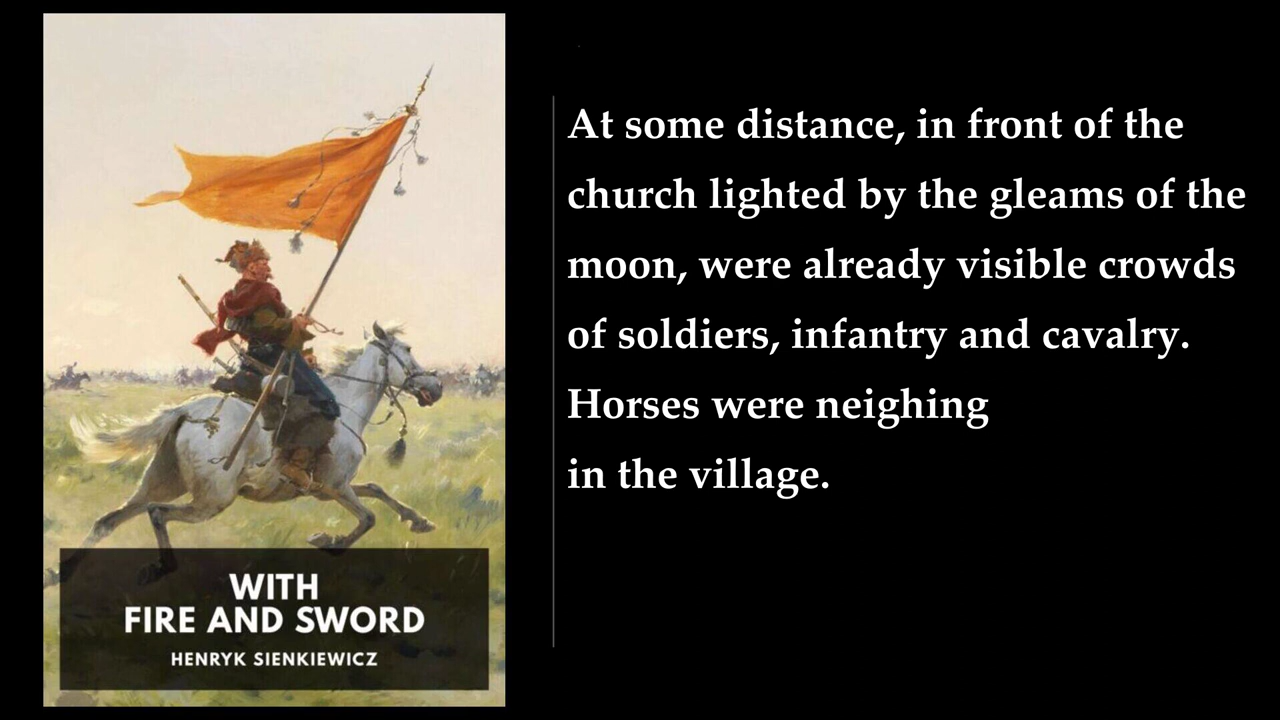 At some distance, in front of the
church lighted by the gleams of the
moon, were already visible crowds
of soldiers, infantry and cavalry.
Horses were neighing
in the village.
WITH
FIRE AND SWORD
HENRYK SIENKIEWICZ